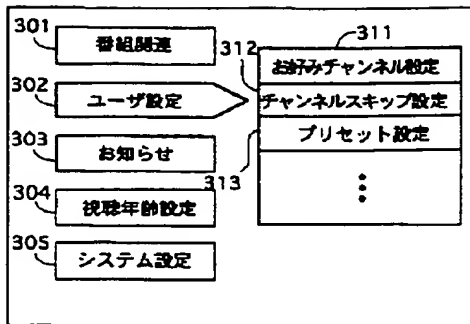 301
番組関連
302
ユーザ設定
303
お知らせ
304
視聴年齢設定
305
システム設定
311
312
お好みチャンネル設定
チャンネルスキップ設定
プリセット設定
313